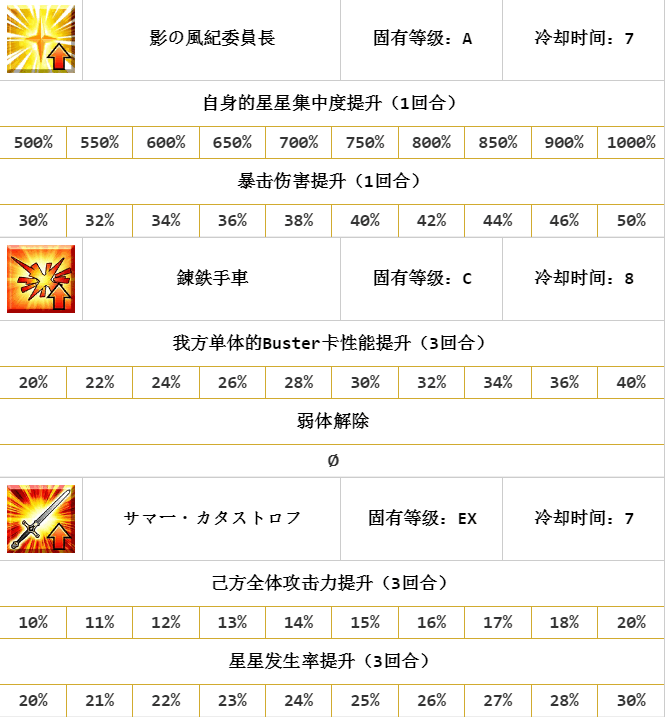 影の風紀委員長 固有等级：A 冷却时间：7
自身的星星集中度提升（1回合）
500% 550% 600% 650% 700% 750% 800% 850% 900% 1000%
暴击伤害提升（1回合）
30% 32% 34% 36% 38% 40% 42% 44% 46% 50%
錬鉄手車 固有等级：C 冷却时间：8
我方单体的Buster卡性能提升（3回合）
20% 22% 24% 26% 28% 30% 32% 34% 36% 40%
弱体解除
Ø
サマー・カタストロフ 固有等级：EX 冷却时间：7
己方全体攻击力提升（3回合）
10% 11% 12% 13% 14% 15% 16% 17% 18% 20%
星星发生率提升（3回合）
20% 21% 22% 23% 24% 25% 26% 27% 28% 30%